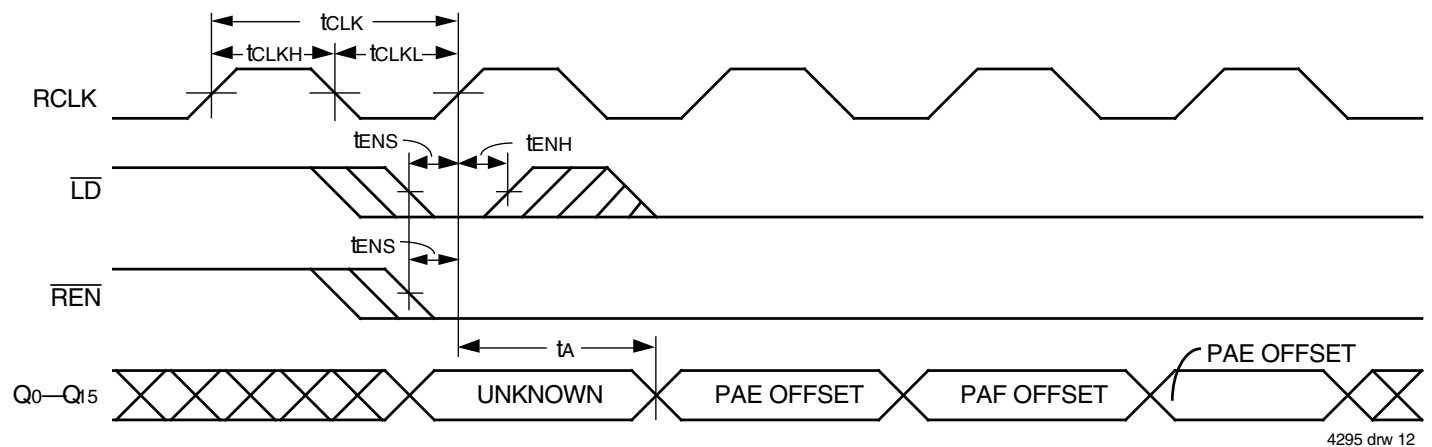 tCLK
tCLKH tCLKL
RCLK
tENS tENH
LD
tENS
REN
tA
PAE OFFSET
Q0—Q15 UNKNOWN PAE OFFSET PAF OFFSET
4295 drw 12